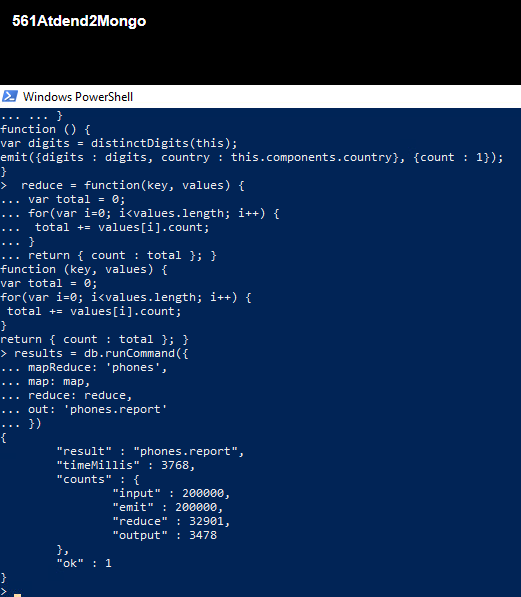 561Atdend2Mongo
Windows PowerShell
... ... }
function () {
var digits = distinctDigits(this);
emit({digits : digits, country : this.components.country}, {count : 1});
}
>  reduce = function(key, values) {
... var total = 0;
... for(var i=0; i<values.length; i++) {
...  total += values[i].count;
... }
... return { count : total }; }
function (key, values) {
var total = 0;
for(var i=0; i<values.length; i++) {
 total += values[i].count;
}
return { count : total }; }
> results = db.runCommand({
... mapReduce: 'phones',
... map: map,
... reduce: reduce,
... out: 'phones.report'
... })
{
        "result" : "phones.report",
        "timeMillis" : 3768,
        "counts" : {
                "input" : 200000,
                "emit" : 200000,
                "reduce" : 32901,
                "output" : 3478
        },
        "ok" : 1
}
>